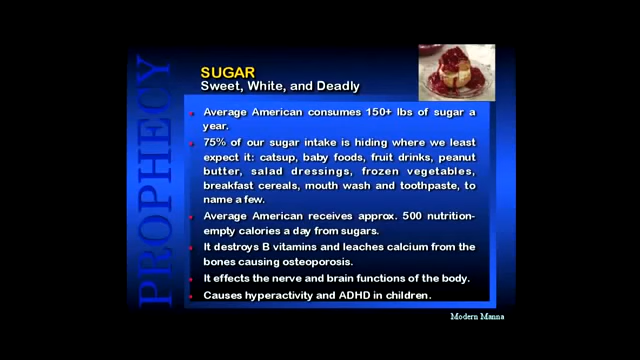 PROPHECY
SUGAR
Sweet, White, and Deadly
Average American consumes 150+ lbs of sugar a
year.
75% of our sugar intake is hiding where we least
expect it: catsup, baby foods, fruit drinks, peanut
butter, salad dressings, frozen vegetables,
breakfast cereals, mouth wash and toothpaste, to
name a few.
Average American receives approx. 500 nutrition-
empty calories a day from sugars.
It destroys B vitamins and leaches calcium from the
bones causing osteoporosis.
It effects the nerve and brain functions of the body.
Causes hyperactivity and ADHD in children.
Modern Manna